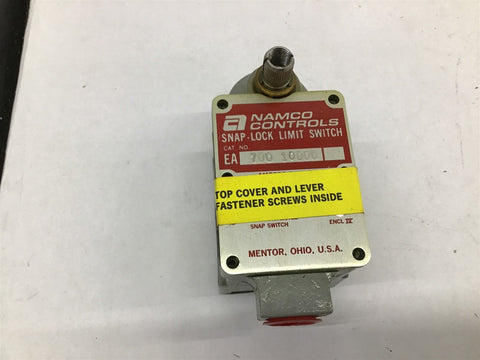 NAMCO
CONTROLS
SNAP-LOCK LIMIT SWITCH
CAT NO.
EA 700 10000
TOP COVER AND LEVER
FASTENER SCREWS INSIDE
SNAP SWITCH ENCL IV
MENTOR, OHIO, U.S.A.